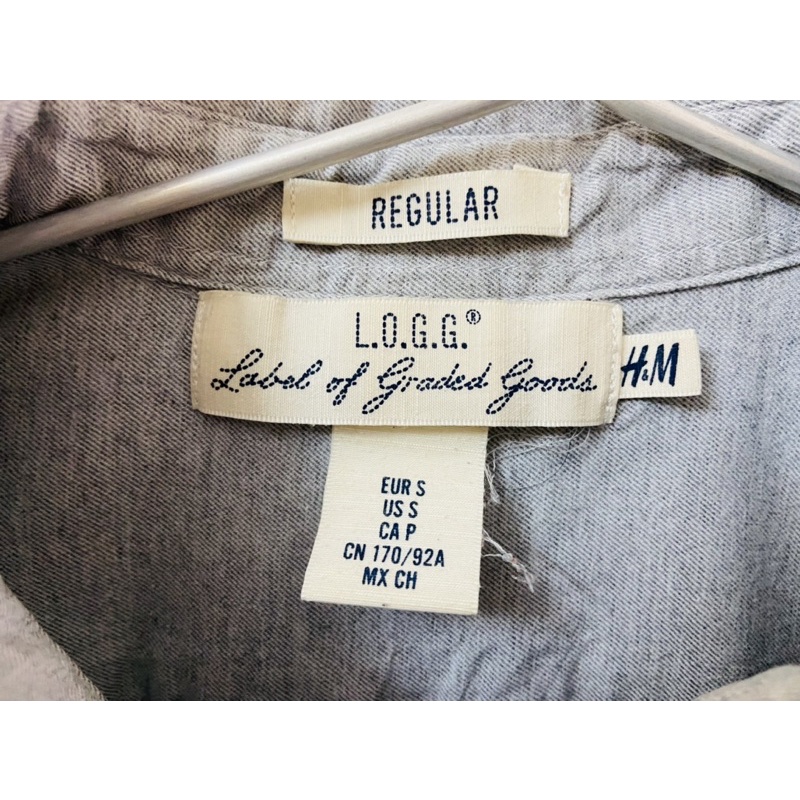 REGULAR
L.O.G.G.®
Label of Graded Goods
H&M
EUR S
US S
CA P
CN 170/92A
MX CH